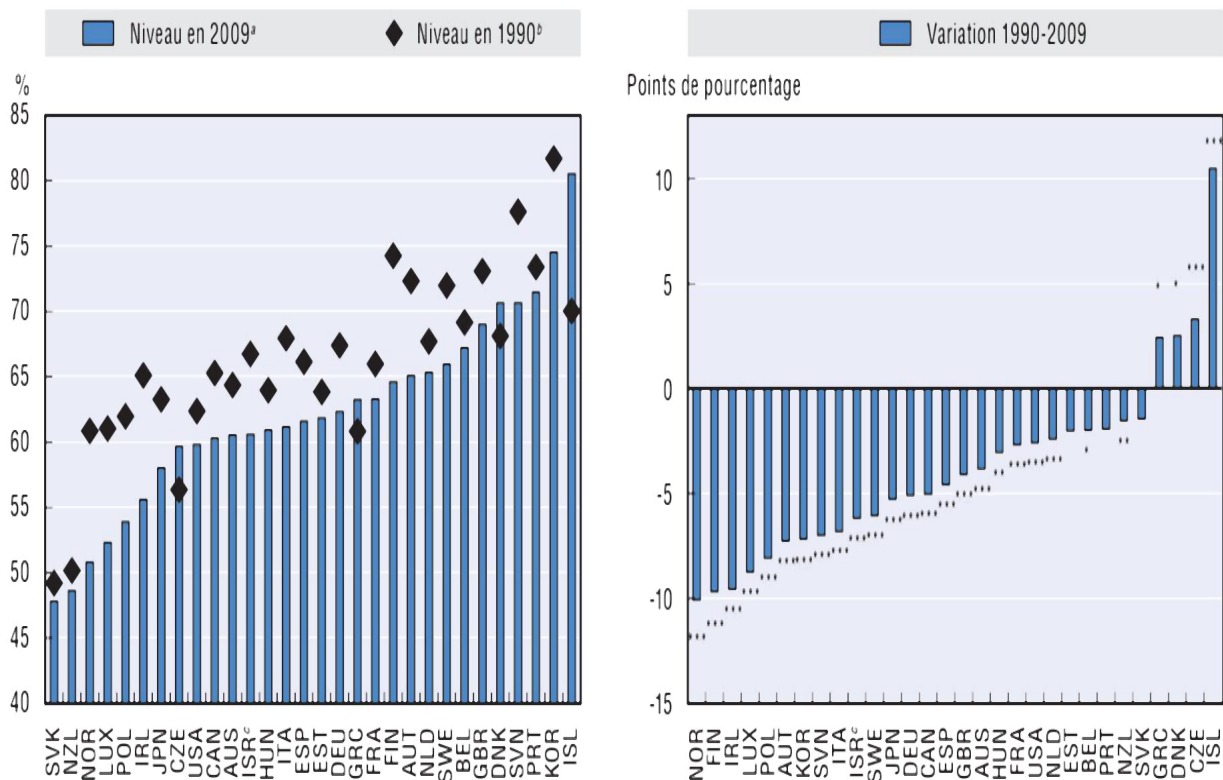 Niveau en 2009ᵃ
Niveau en 1990ᵇ
%
85
80
75
70
65
60
55
50
45
40
SVK
NZL
NOR
LUX
POL
IRL
JPN
CZE
USA
CAN
AUS
ISRᶜ
HUN
ITA
ESP
EST
DEU
GRC
FRA
FIN
AUT
NLD
SWE
BEL
GBR
DNK
SVN
PRT
KOR
ISL
Variation 1990-2009
Points de pourcentage
10
5
0
-5
-10
-15
NOR
FIN
IRL
LUX
POL
AUT
KOR
SVN
ITA
ISRᶜ
SWE
JPN
DEU
CAN
ESP
GBR
AUS
HUN
FRA
USA
NLD
EST
BEL
PRT
NZL
SVK
GRC
DNK
CZE
ISL